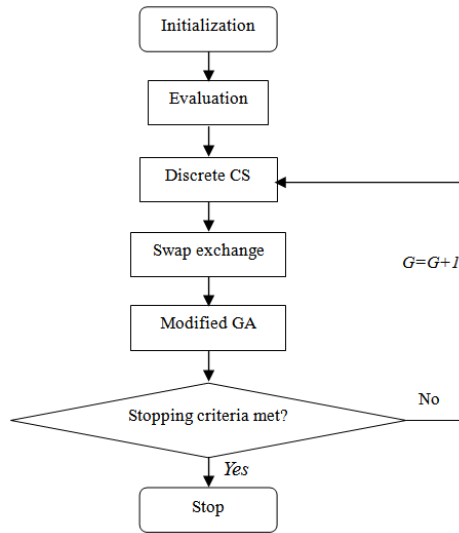 Initialization
Evaluation
Discrete CS
Swap exchange
G=G+1
Modified GA
No
Stopping criteria met?
Yes
Stop